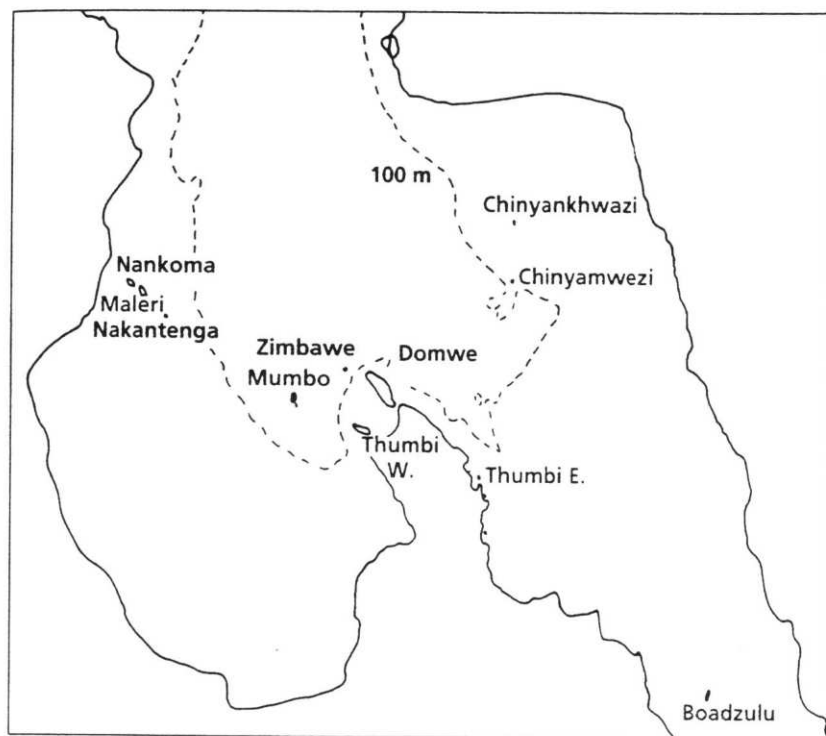 100 m
Chinyankhwazi
Nankoma
Chinyamwezi
Maleri
Nakantenga
Zimbawe
Domwe
Mumbo
Thumbi
W.
Thumbi E.
Boadzulu